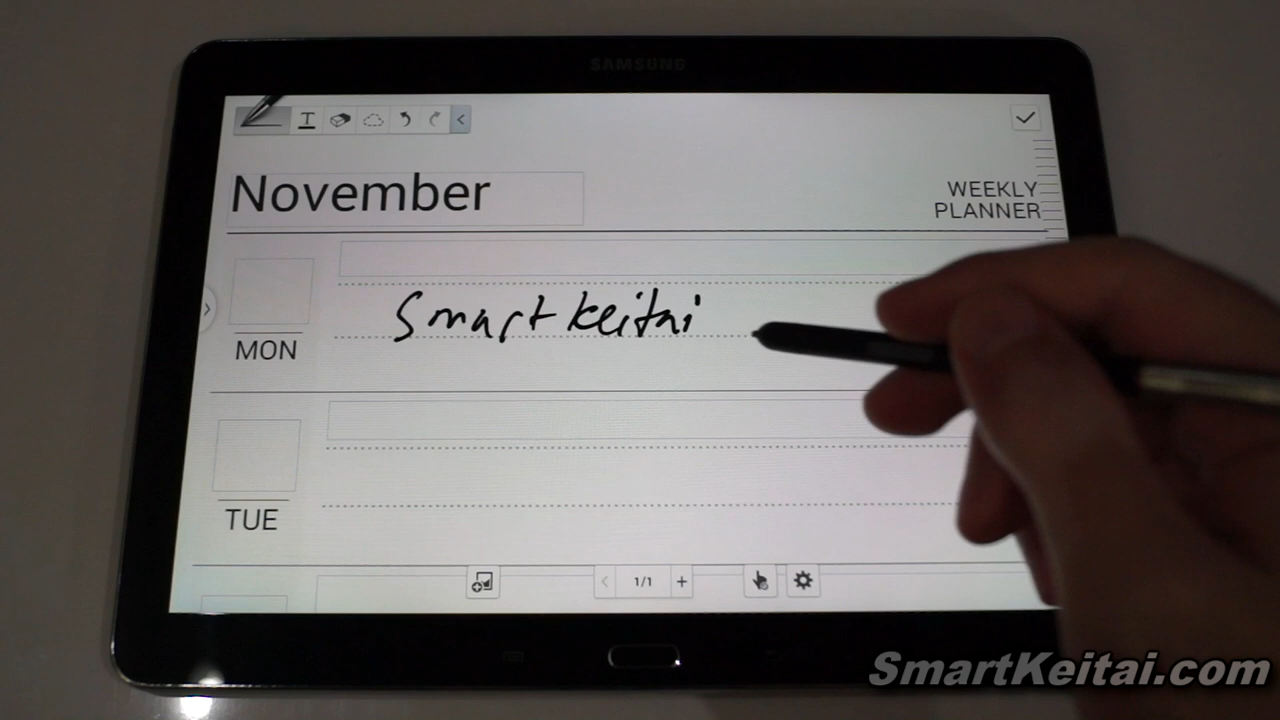 SAMSUNG
T
November
WEEKLY
PLANNER
Smart Keitai
MON
TUE
1/1
SmartKeitai.com